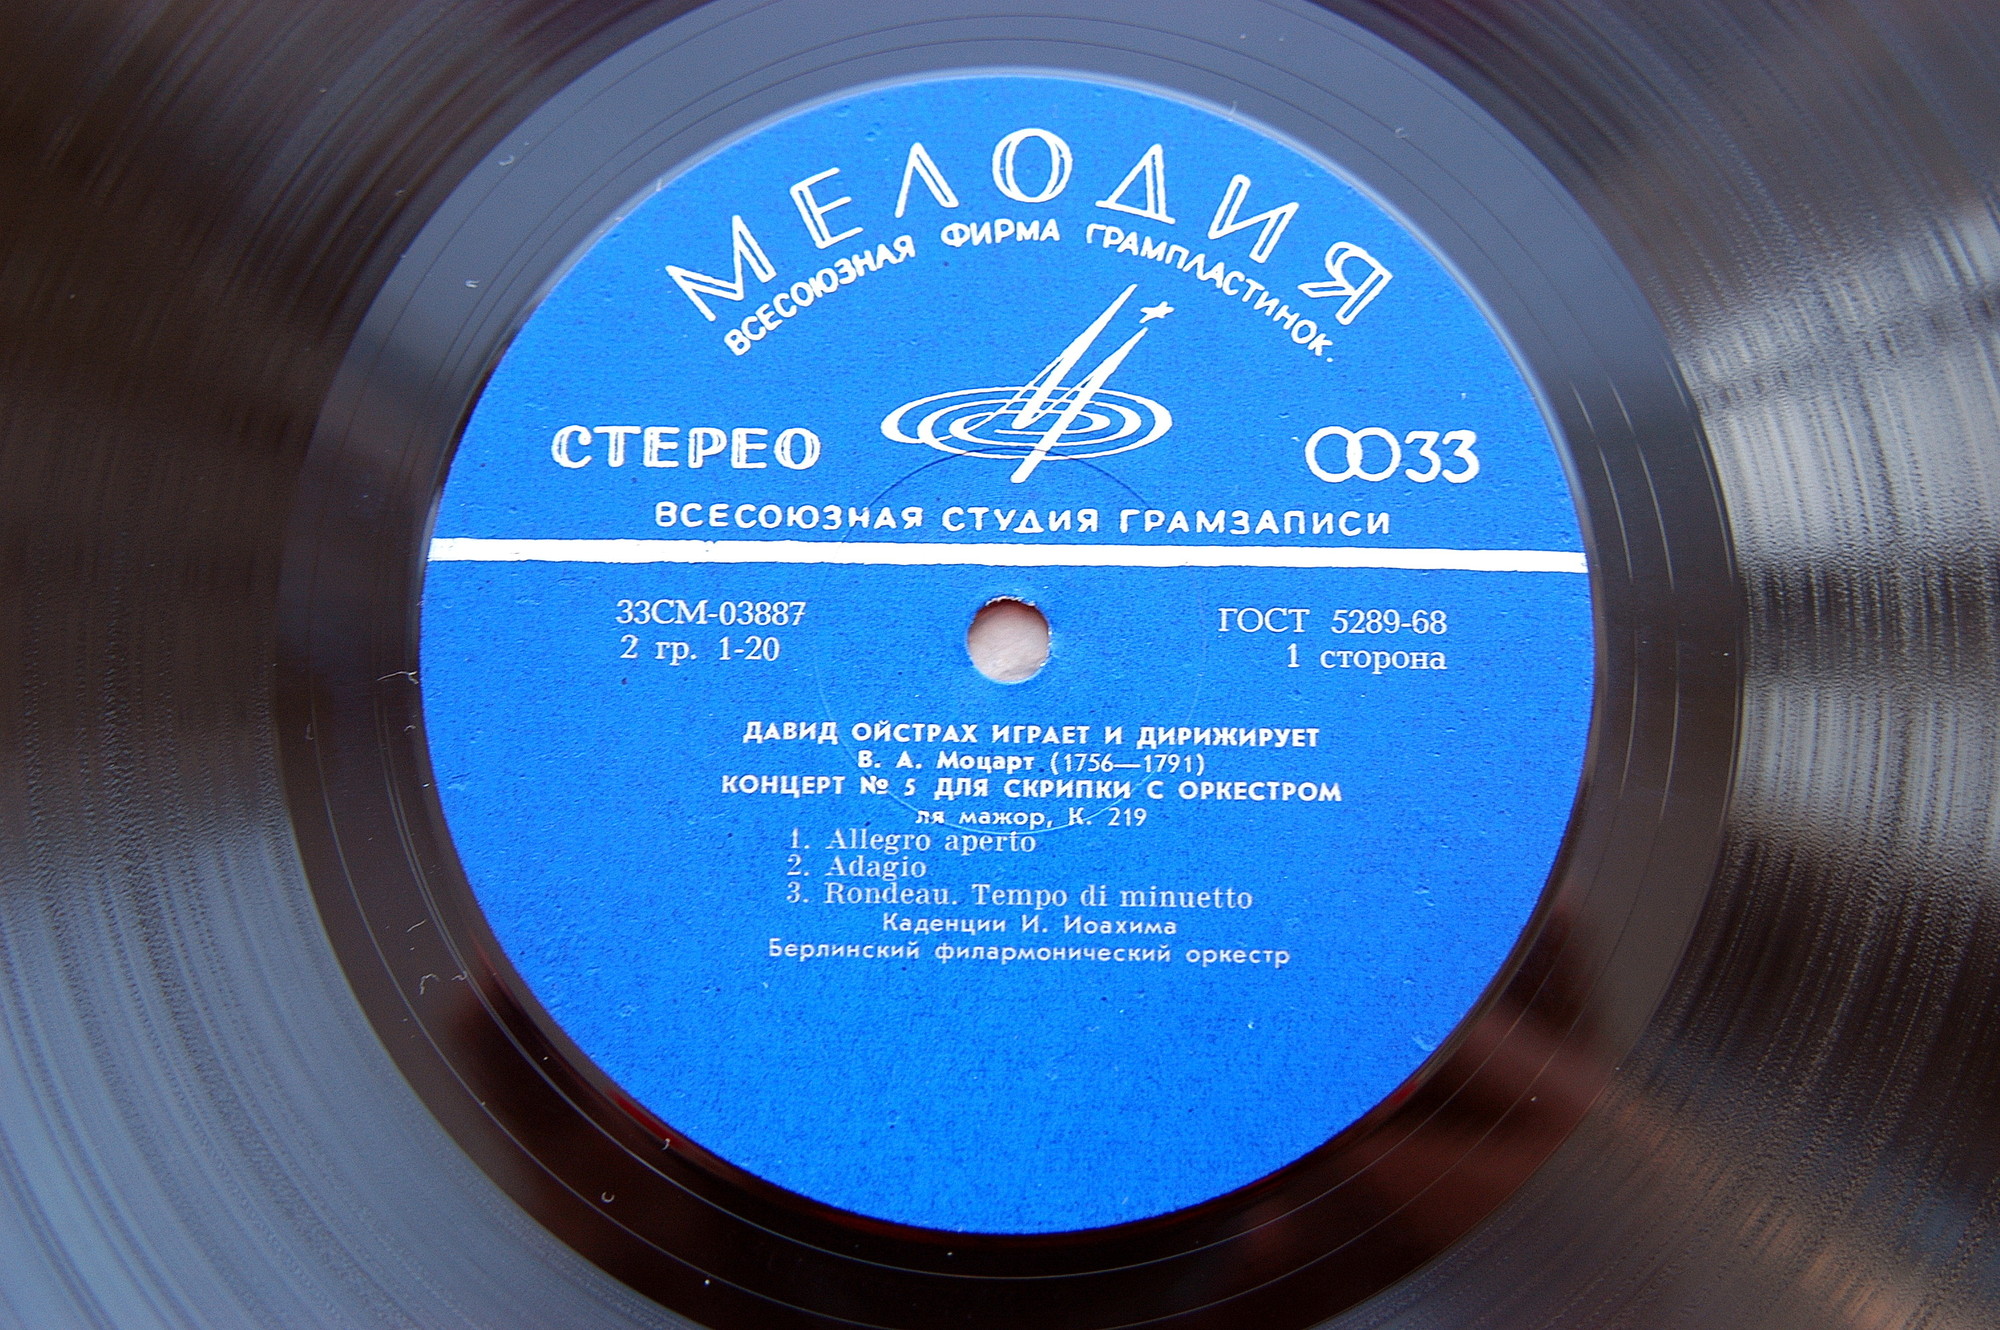 МЕЛОДИЯ
ВСЕСОЮЗНАЯ ФИРМА ГРАМПЛАСТИНОК.
СТЕРЕО
33
ВСЕСОЮЗНАЯ СТУДИЯ ГРАМЗАПИСИ
33СМ-03887
2 гр. 1-20
ГОСТ 5289-68
1 сторона
ДАВИД ОЙСТРАХ ИГРАЕТ И ДИРИЖИРУЕТ
В. А. Моцарт (1756—1791)
КОНЦЕРТ № 5 ДЛЯ СКРИПКИ С ОРКЕСТРОМ
ля мажор, К. 219
1. Allegro aperto
2. Adagio
3. Rondeau. Tempo di minuetto
Каденции И. Иоахима
Берлинский филармонический оркестр